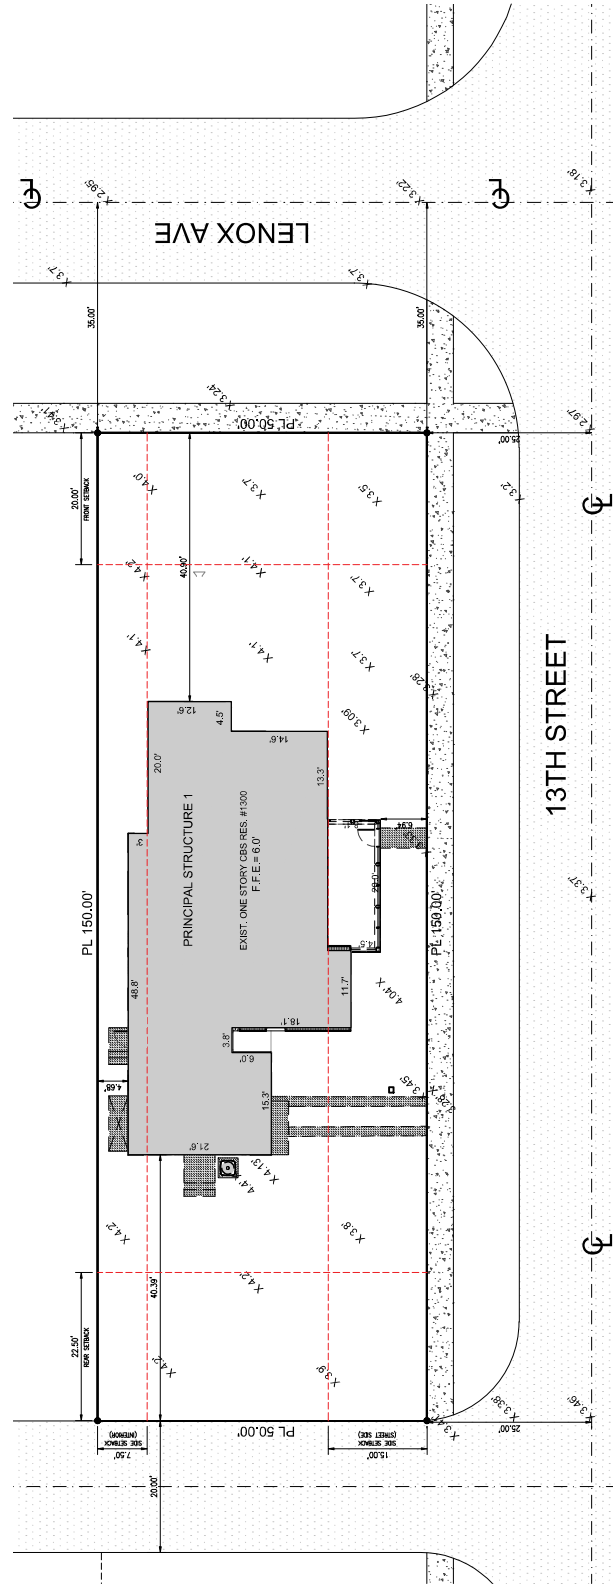 ℄
X 2.95'
X 3.22'
℄
X 3.18'
LENOX AVE
X 3.7'
X 3.7'
35.00'
35.00'
X 3.24'
PL 50.00'
X 2.97'
25.00'
20.00'
FRONT SETBACK
X 4.0'
X 3.7'
X 3.5'
X 3.2'
℄
40.90'
X 4.2'
X 4.1'
X 3.7'
X 4.1'
X 4.1'
X 3.7'
X 3.28'
X 3.09'
13TH STREET
12.6'
4.5'
14.6'
20.0'
13.3'
PRINCIPAL STRUCTURE 1
EXIST. ONE STORY CBS RES. #1300
F.F.E.= 6.0'
6.94'
X 3.37'
PL 150.00'
PL 150.00'
48.8'
4.04' X
11.7'
18.1'
3.8'
6.0'
4.68'
15.3'
X 3.45'
3.28' X
21.6'
X 4.13'
4.4' X
X 4.2'
X 3.8'
℄
X 4.2'
22.50'
REAR SETBACK
40.39'
X 4.2'
X 3.9'
X 3.38'
X 3.46'
PL 50.00'
25.00'
SIDE SETBACK
(INTERIOR)
7.50'
SIDE SETBACK
(STREET SIDE)
15.00'
20.00'